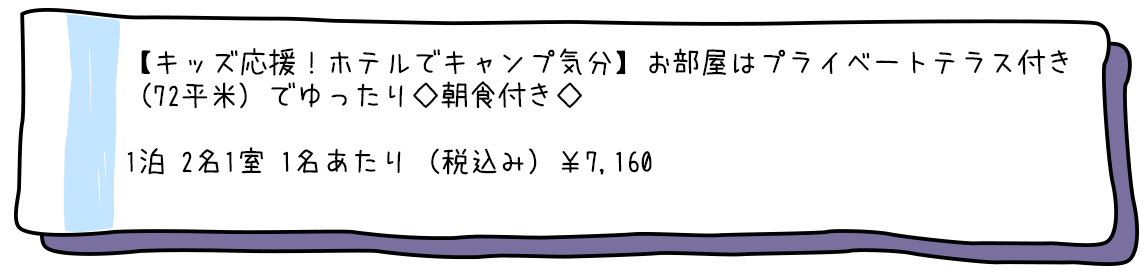 【キッズ応援！ホテルでキャンプ気分】お部屋はプライベートテラス付き
（72平米）でゆったり◇朝食付き◇
1泊 2名1室 1名あたり（税込み）￥7,160